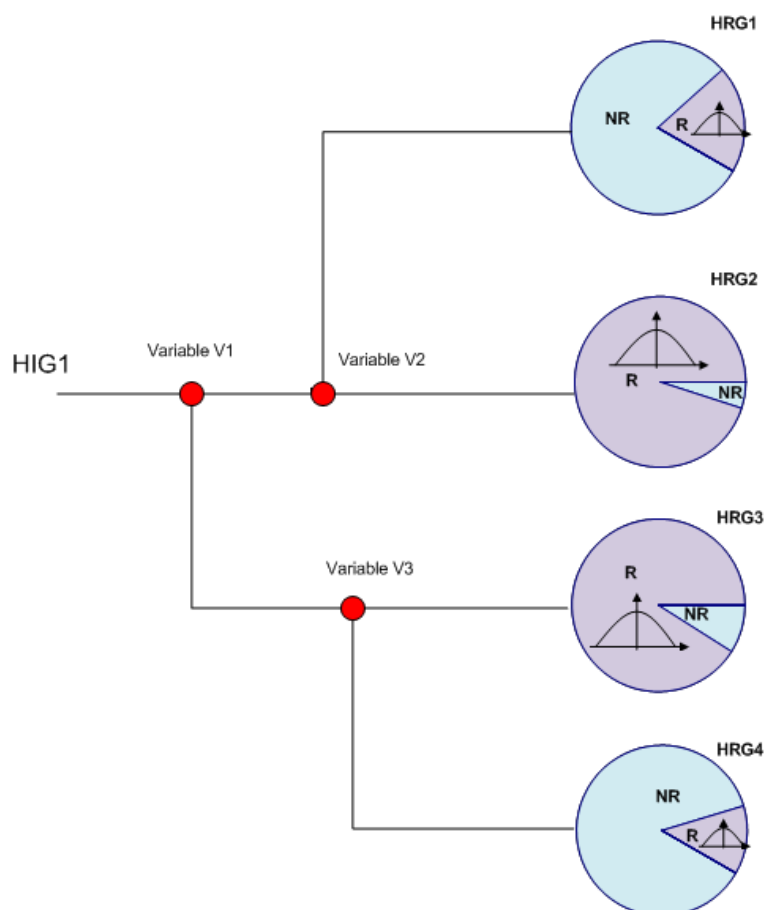 HRG1
NR
R
HRG2
R
NR
Variable V1
Variable V2
HIG1
HRG3
R
NR
Variable V3
HRG4
NR
R